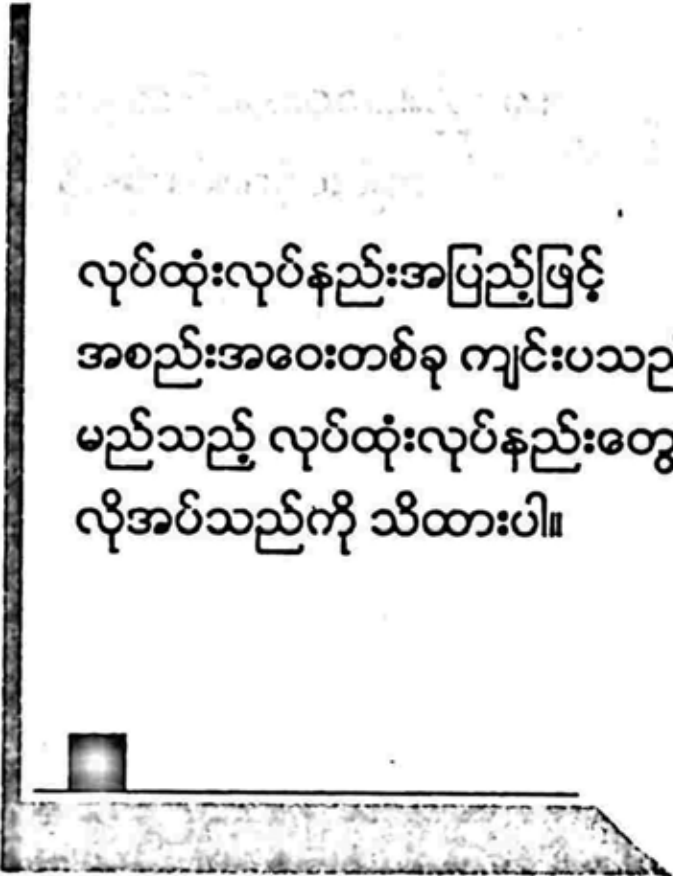 လုပ်ထုံးလုပ်နည်းအပြည့်ဖြင့်
အစည်းအဝေးတစ်ခု ကျင်းပသည
မည်သည့် လုပ်ထုံးလုပ်နည်းတွေ
လိုအပ်သည်ကို သိထားပါ။